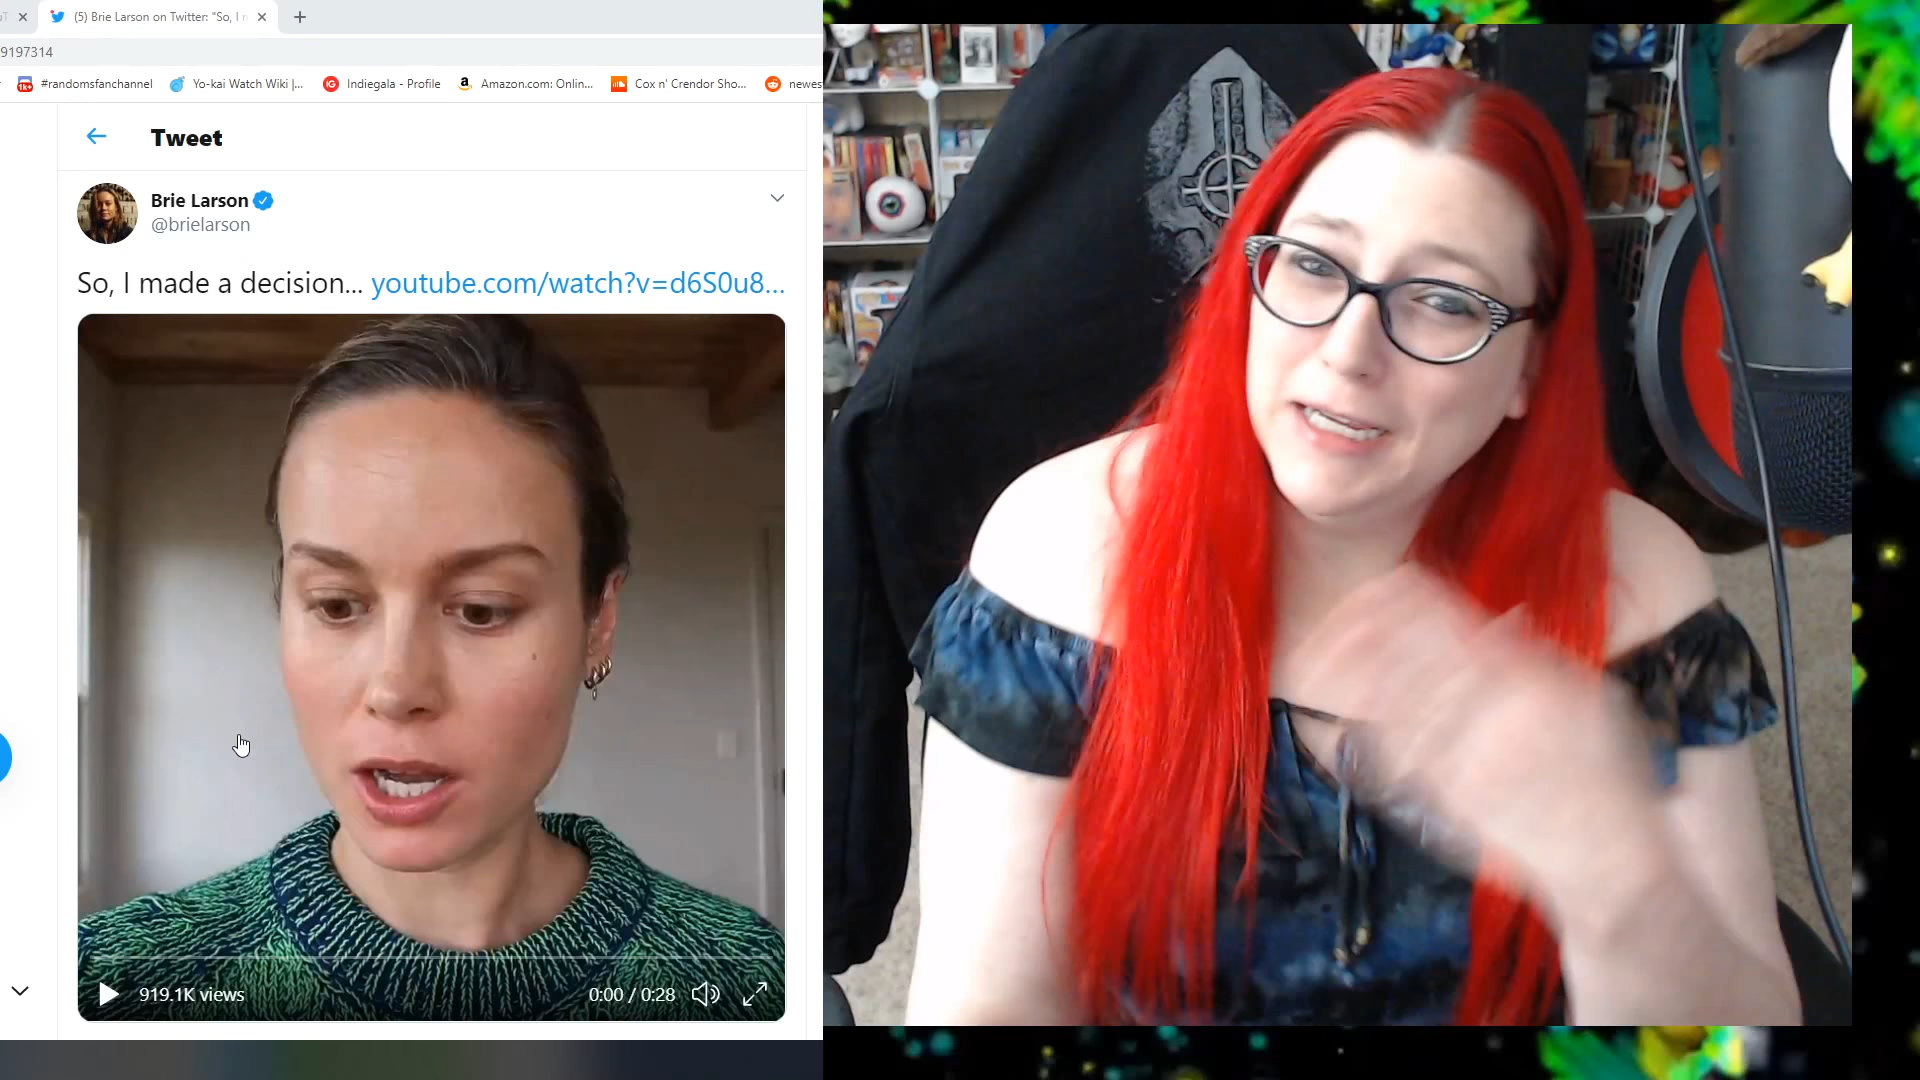 (5) Brie Larson on Twitter: "So, I
9197314
#randomsfanchannel
Yo-kai Watch Wiki |...
Indiegala - Profile
Amazon.com: Onlin...
Cox n' Crendor Sho...
newes
Tweet
Brie Larson
@brielarson
So, I made a decision... youtube.com/watch?v=d6S0u8...
919.1K views
0:00 / 0:28